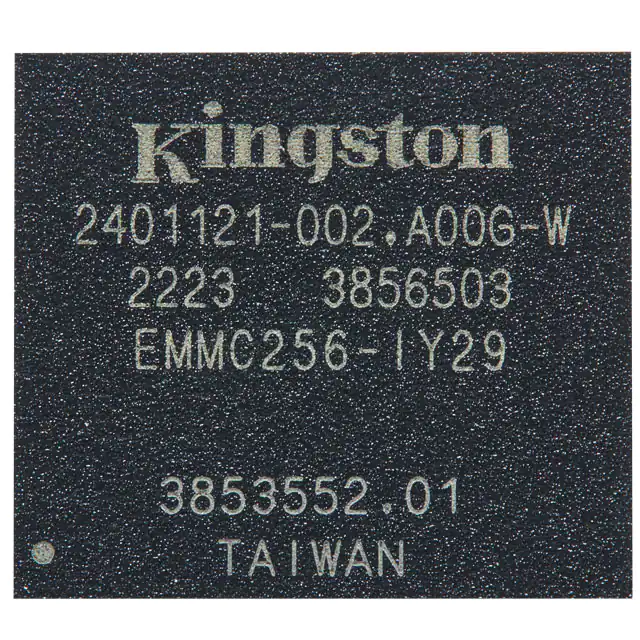 Kingston
2401121-002.A00G-W
2223 3856503
EMMC256-IY29
3853552.01
TAIWAN